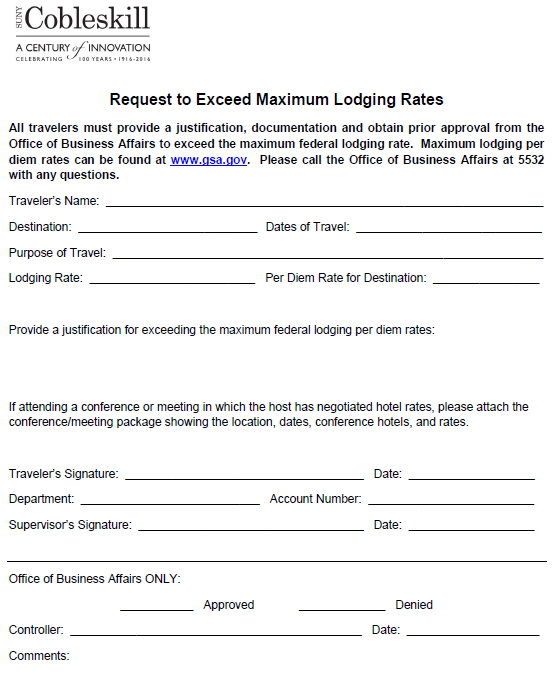 SUNY Cobleskill
A CENTURY of INNOVATION
CELEBRATING 100 YEARS • 1916-2016
Request to Exceed Maximum Lodging Rates
All travelers must provide a justification, documentation and obtain prior approval from the
Office of Business Affairs to exceed the maximum federal lodging rate. Maximum lodging per
diem rates can be found at www.gsa.gov. Please call the Office of Business Affairs at 5532
with any questions.
Traveler's Name:
Destination: Dates of Travel:
Purpose of Travel:
Lodging Rate: Per Diem Rate for Destination:
Provide a justification for exceeding the maximum federal lodging per diem rates:
If attending a conference or meeting in which the host has negotiated hotel rates, please attach the
conference/meeting package showing the location, dates, conference hotels, and rates.
Traveler's Signature: Date:
Department: Account Number:
Supervisor's Signature: Date:
Office of Business Affairs ONLY:
Approved Denied
Controller: Date:
Comments: